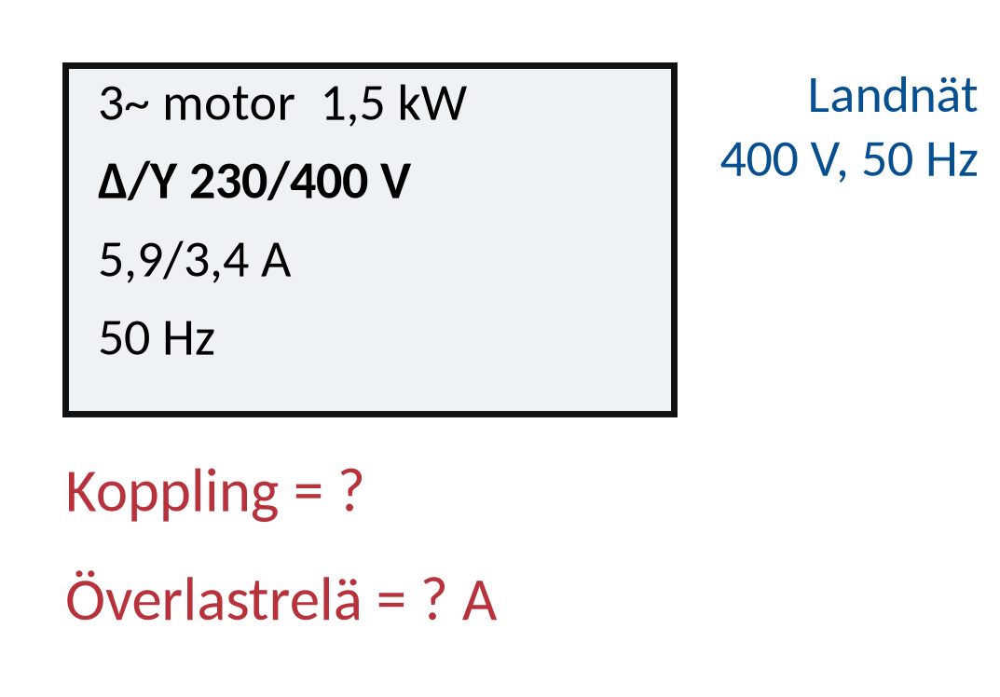 3~ motor 1,5 kW
Δ/Y 230/400 V
5,9/3,4 A
50 Hz
Landnät
400 V, 50 Hz
Koppling = ?
Överlastrelä = ? A